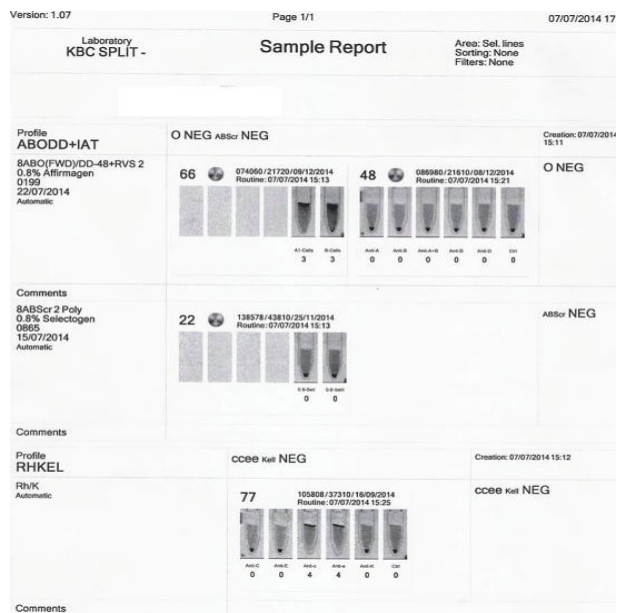 Version: 1.07
Page 1/1
07/07/2014 17
Laboratory
KBC SPLIT -
Sample Report
Area: Sel. lines
Sorting: None
Filters: None
Profile
ABODD+IAT
O NEG ABScr NEG
Creation: 07/07/2014
15:11
8ABO(FWD)/DD-48+RVS 2
0.8% Affirmagen
0199
22/07/2014
Automatic
66
074060/21720/09/12/2014
Routine: 07/07/2014 15:13
A1-Cells B-Cells
3 3
48
086980/21610/08/12/2014
Routine: 07/07/2014 15:21
Anti-A Anti-B Anti-A+B Anti-D Anti-D Ctrl
0 0 0 0 0 0
O NEG
Comments
8ABScr 2 Poly
0.8% Selectogen
0865
15/07/2014
Automatic
22
138578/43810/25/11/2014
Routine: 07/07/2014 15:13
0 0
ABScr NEG
Comments
Profile
RHKEL
ccee Kell NEG
Creation: 07/07/2014 15:12
Rh/K
Automatic
77
105808/37310/16/09/2014
Routine: 07/07/2014 15:25
Anti-C Anti-E Anti-c Anti-e Anti-K Ctrl
0 0 4 4 0 0
ccee Kell NEG
Comments